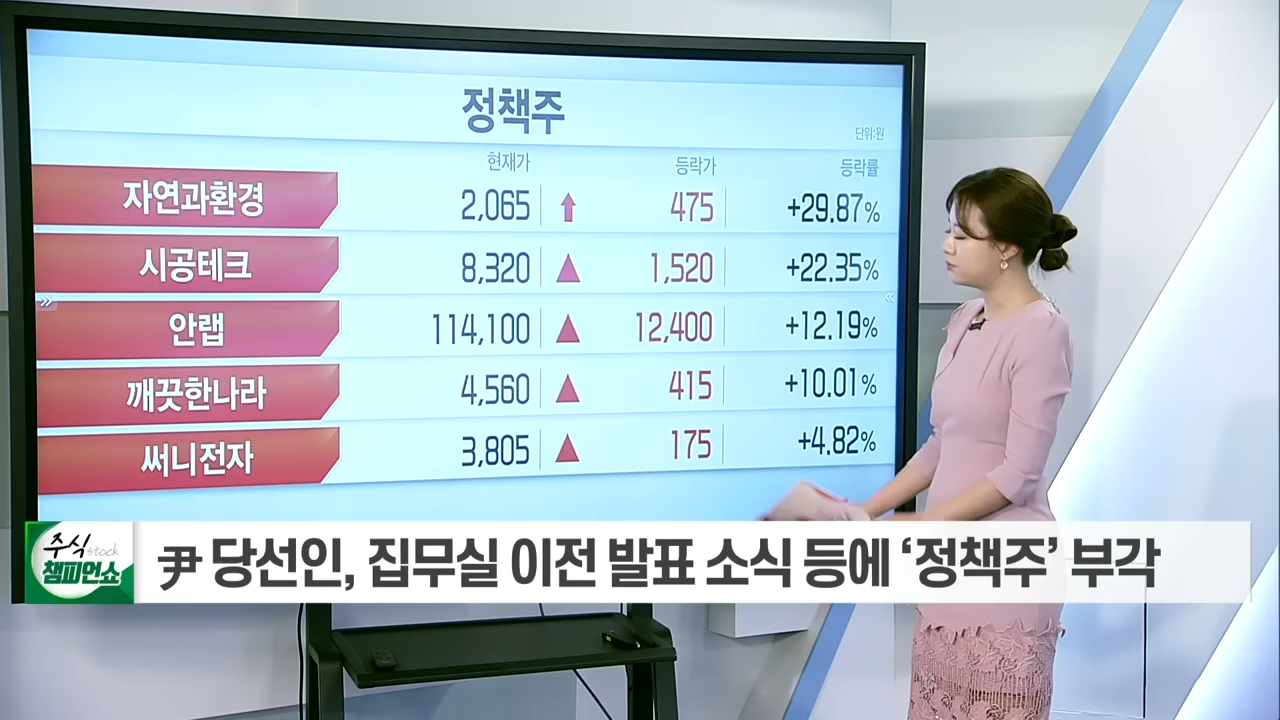 정책주
단위:원
현재가 등락가 등락률
자연과환경 2,065 475 +29.87%
시공테크 8,320 1,520 +22.35%
안랩 114,100 12,400 +12.19%
깨끗한나라 4,560 415 +10.01%
써니전자 3,805 175 +4.82%
주식 stock
챔피언쇼
尹 당선인, 집무실 이전 발표 소식 등에 ‘정책주’ 부각